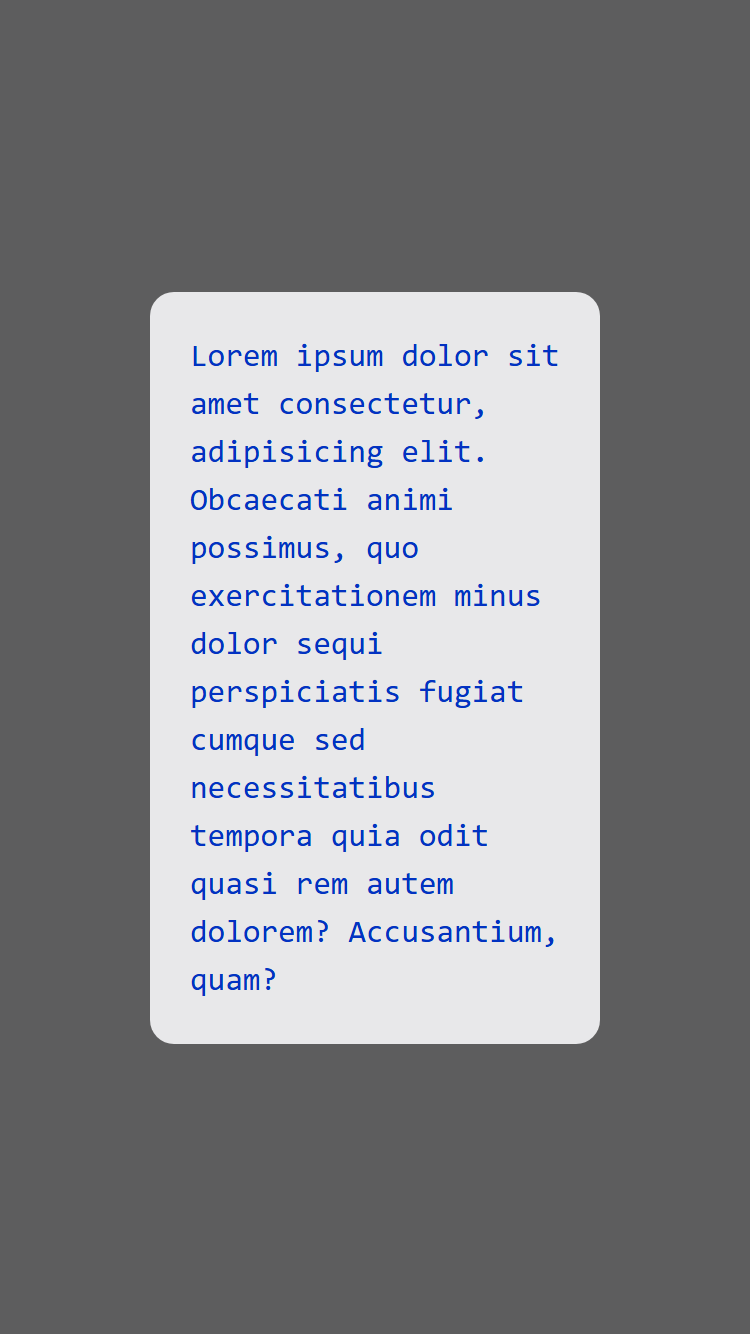 Lorem ipsum dolor sit
amet consectetur,
adipisicing elit.
Obcaecati animi
possimus, quo
exercitationem minus
dolor sequi
perspiciatis fugiat
cumque sed
necessitatibus
tempora quia odit
quasi rem autem
dolorem? Accusantium,
quam?